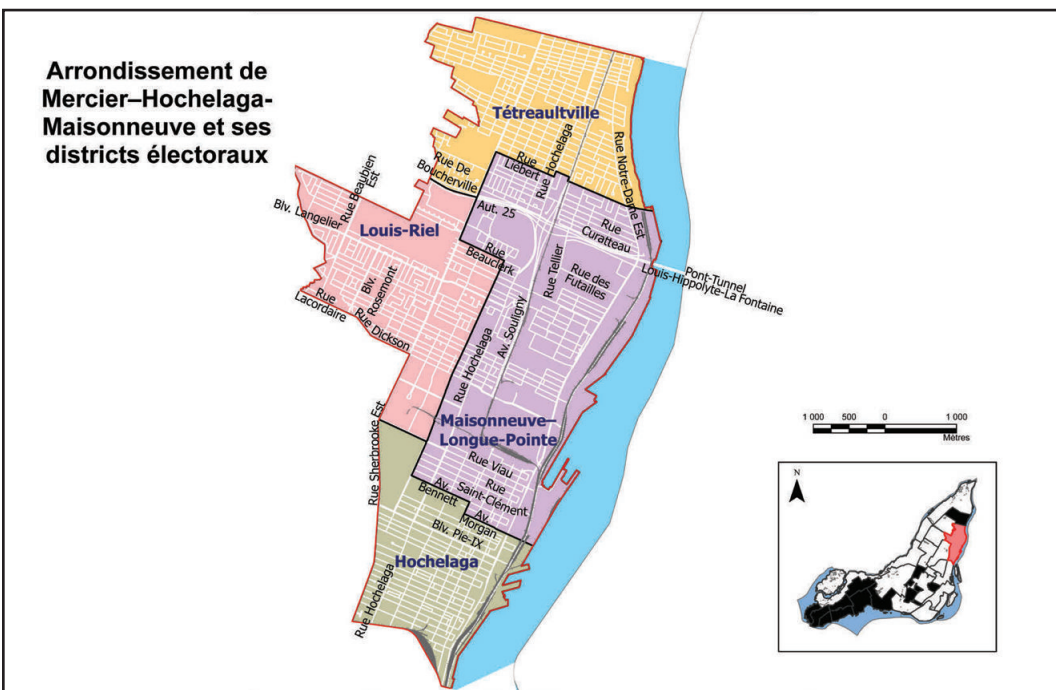 Arrondissement de
Mercier–Hochelaga-
Maisonneuve et ses
districts électoraux
Tétreaultville
Rue Hochelaga
Rue
Liébert
Rue Notre-Dame Est
Rue De
Boucherville
Rue Beaubien
Est
Blv. Langelier
Louis-Riel
Aut. 25
Rue
Curatteau
Rue
Beauclerk
Rue Tellier
Rue des
Futailles
Pont-Tunnel
Louis-Hippolyte-La Fontaine
Blv.
Rosemont
Rue
Lacordaire
Rue Dickson
Av. Souligny
Rue Hochelaga
Maisonneuve–
Longue-Pointe
Rue Sherbrooke Est
Rue Viau
Rue
Saint-Clément
Av.
Bennett
Av.
Morgan
Blv. Pie-IX
Hochelaga
Rue Hochelaga
1 000 500 0 1 000
Mètres
N